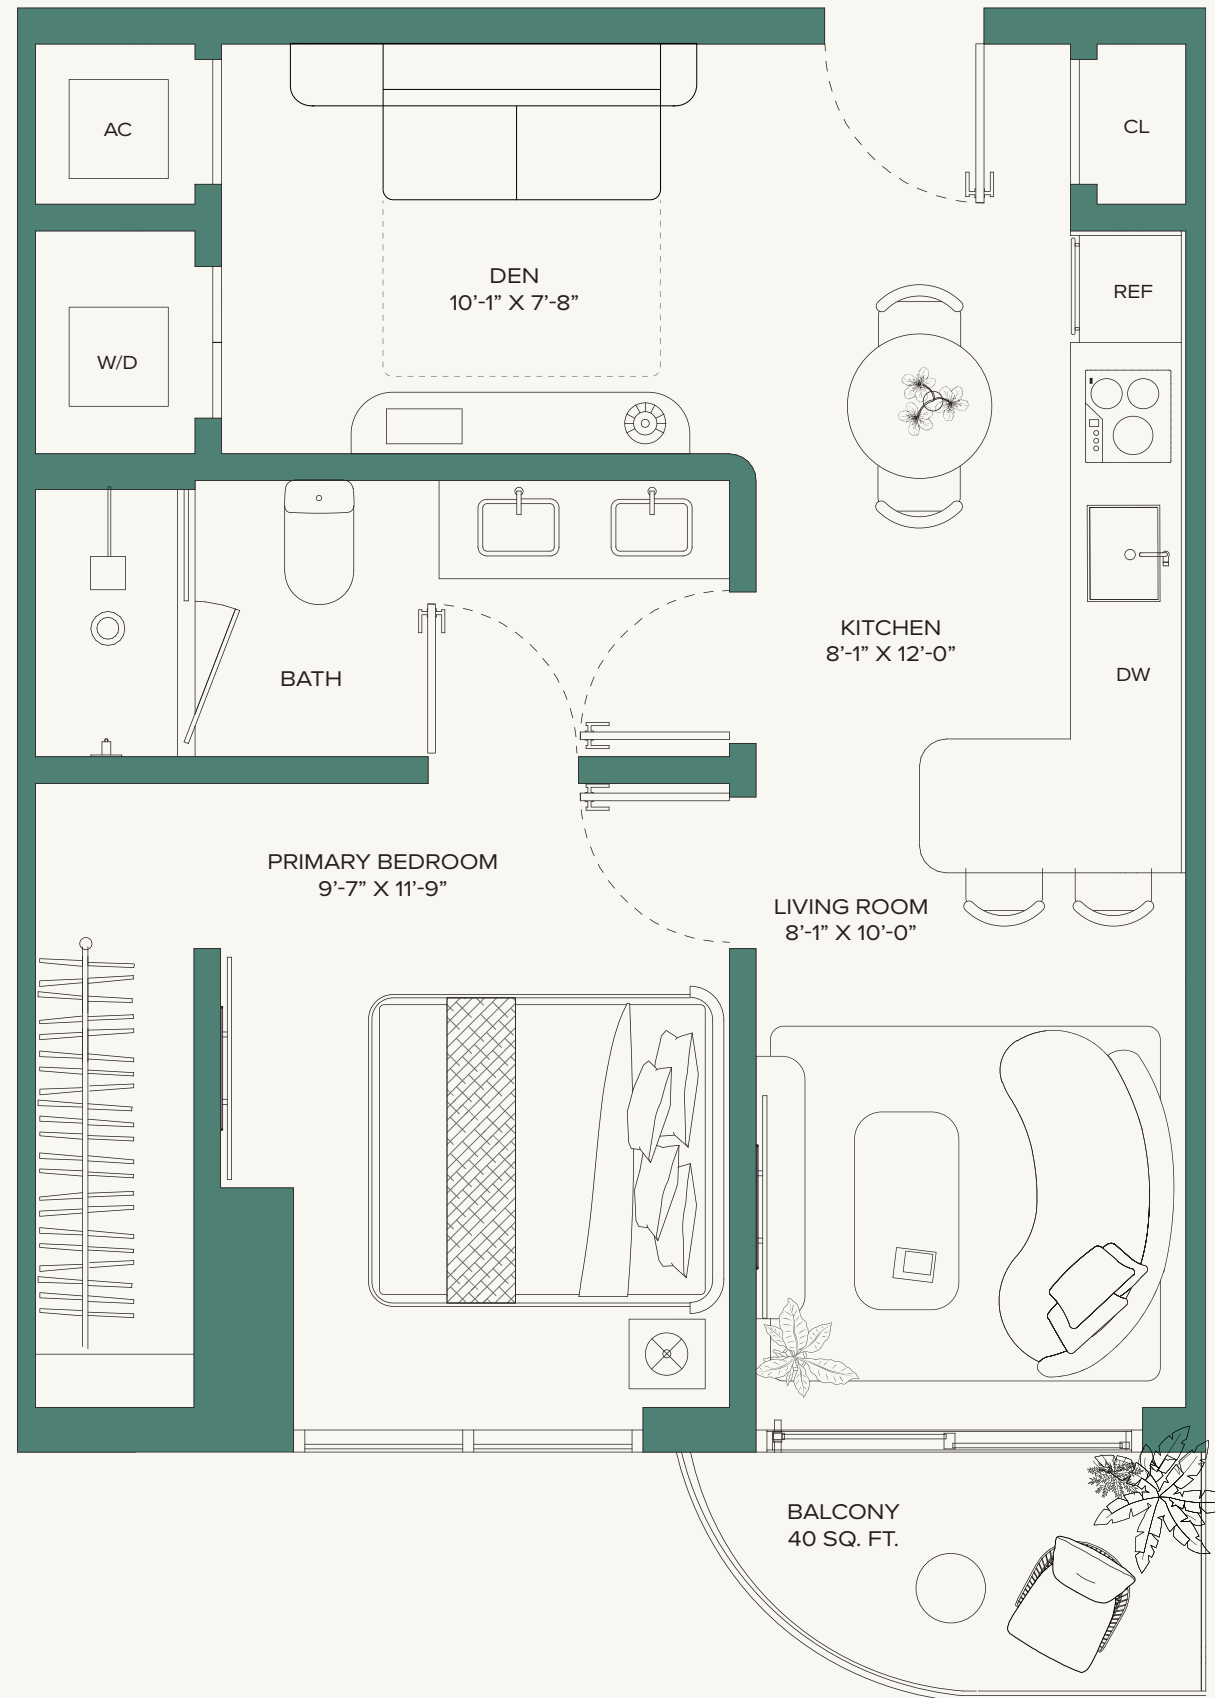 AC
CL
DEN
10’-1” X 7’-8”
REF
W/D
KITCHEN
8’-1” X 12’-0”
BATH
DW
PRIMARY BEDROOM
9’-7” X 11’-9”
LIVING ROOM
8’-1” X 10’-0”
BALCONY
40 SQ. FT.